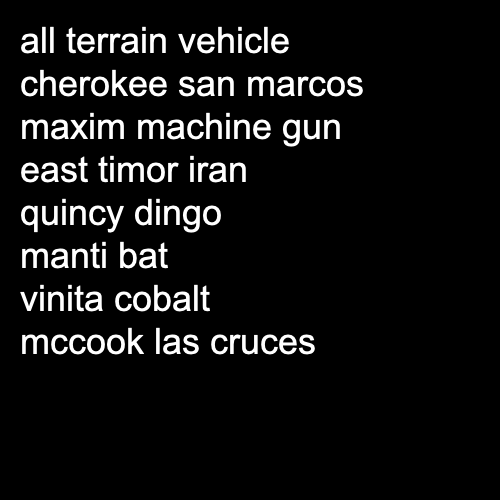 all terrain vehicle
cherokee san marcos
maxim machine gun
east timor iran
quincy dingo
manti bat
vinita cobalt
mccook las cruces